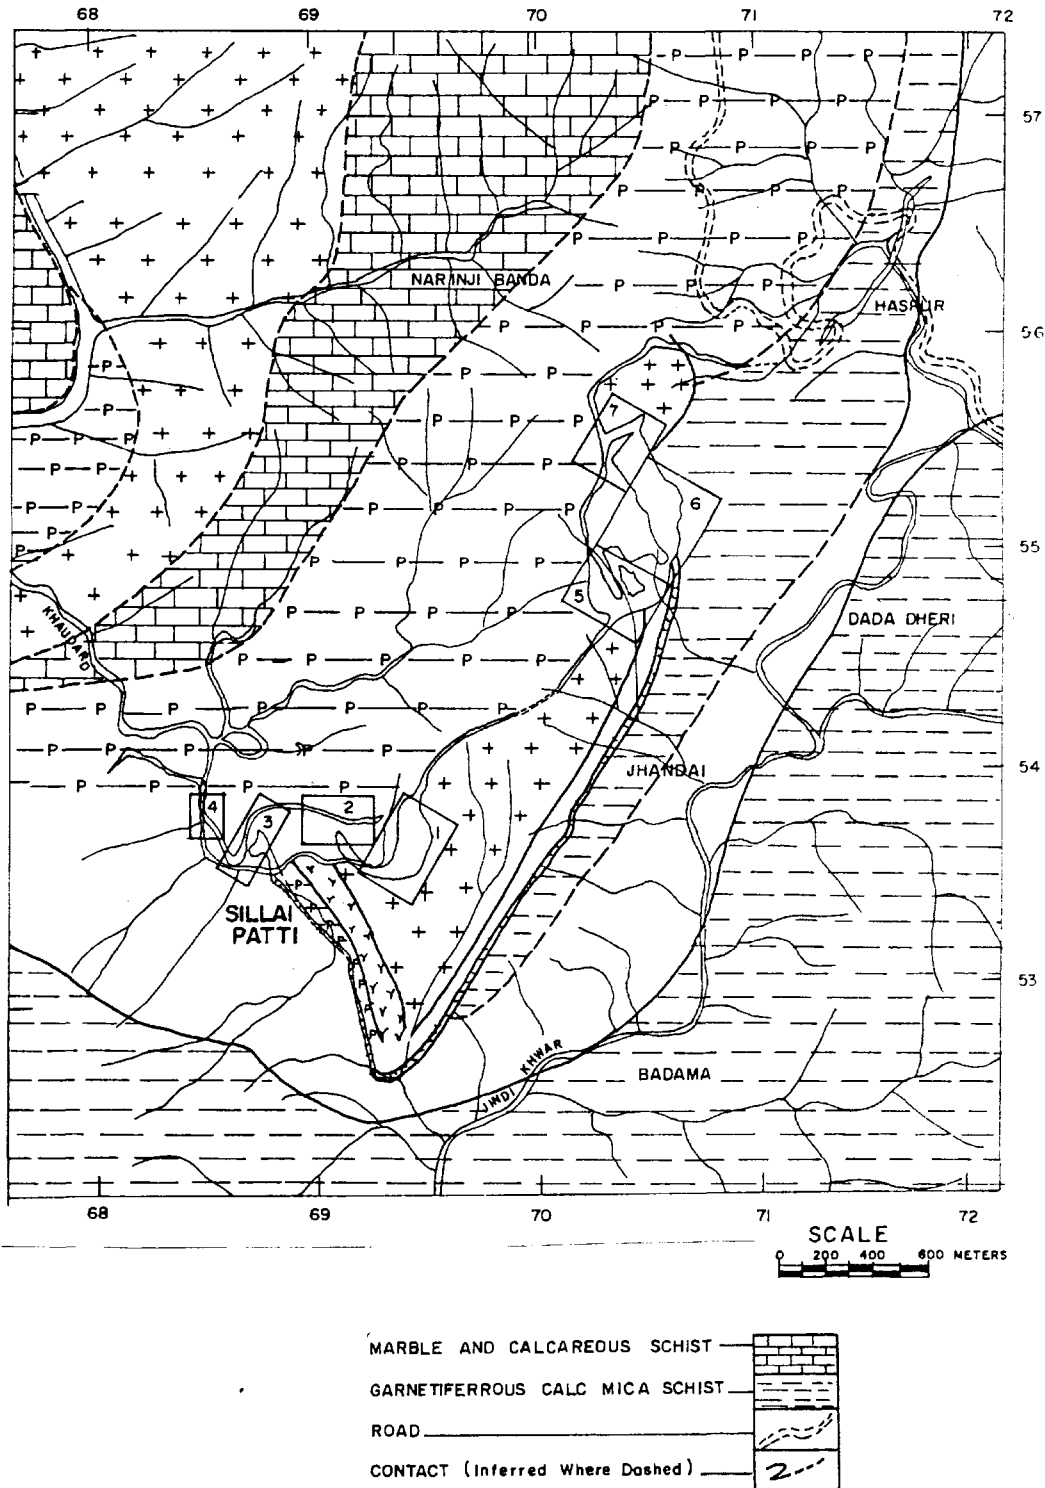 68 69 70 71 72
57
NARINJI BANDA
HASPUR
56
7
6
55
5
KHAUDARD
DADA DHERI
54
JHANDAI
4 3 2 1
SILLAI
PATTI
53
JINDI KHWAR
BADAMA
68 69 70 71 72
SCALE
0 200 400 600 METERS
MARBLE AND CALCAREOUS SCHIST
GARNETIFERROUS CALC MICA SCHIST
ROAD
CONTACT (Inferred Where Dashed)